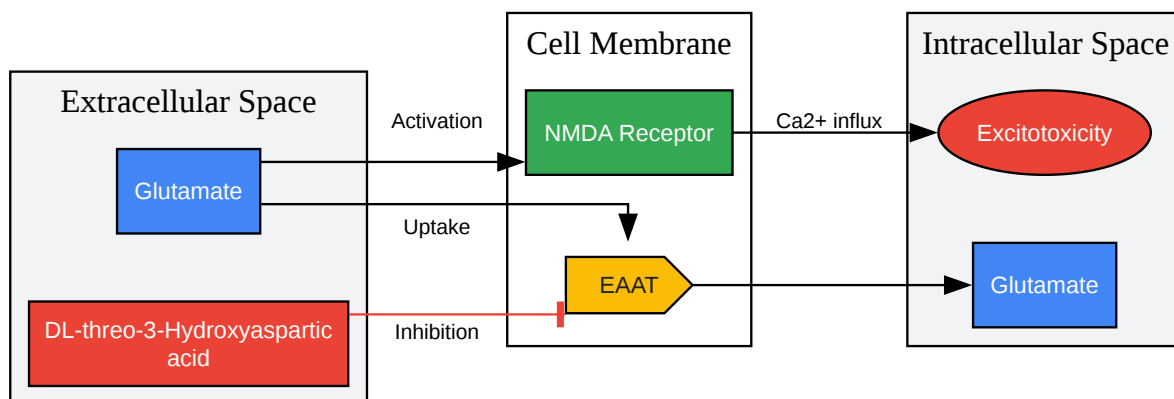 Extracellular Space
Glutamate
DL-threo-3-Hydroxyaspartic
acid
Activation
Uptake
Inhibition
Cell Membrane
NMDA Receptor
EAAT
Ca2+ influx
Intracellular Space
Excitotoxicity
Glutamate